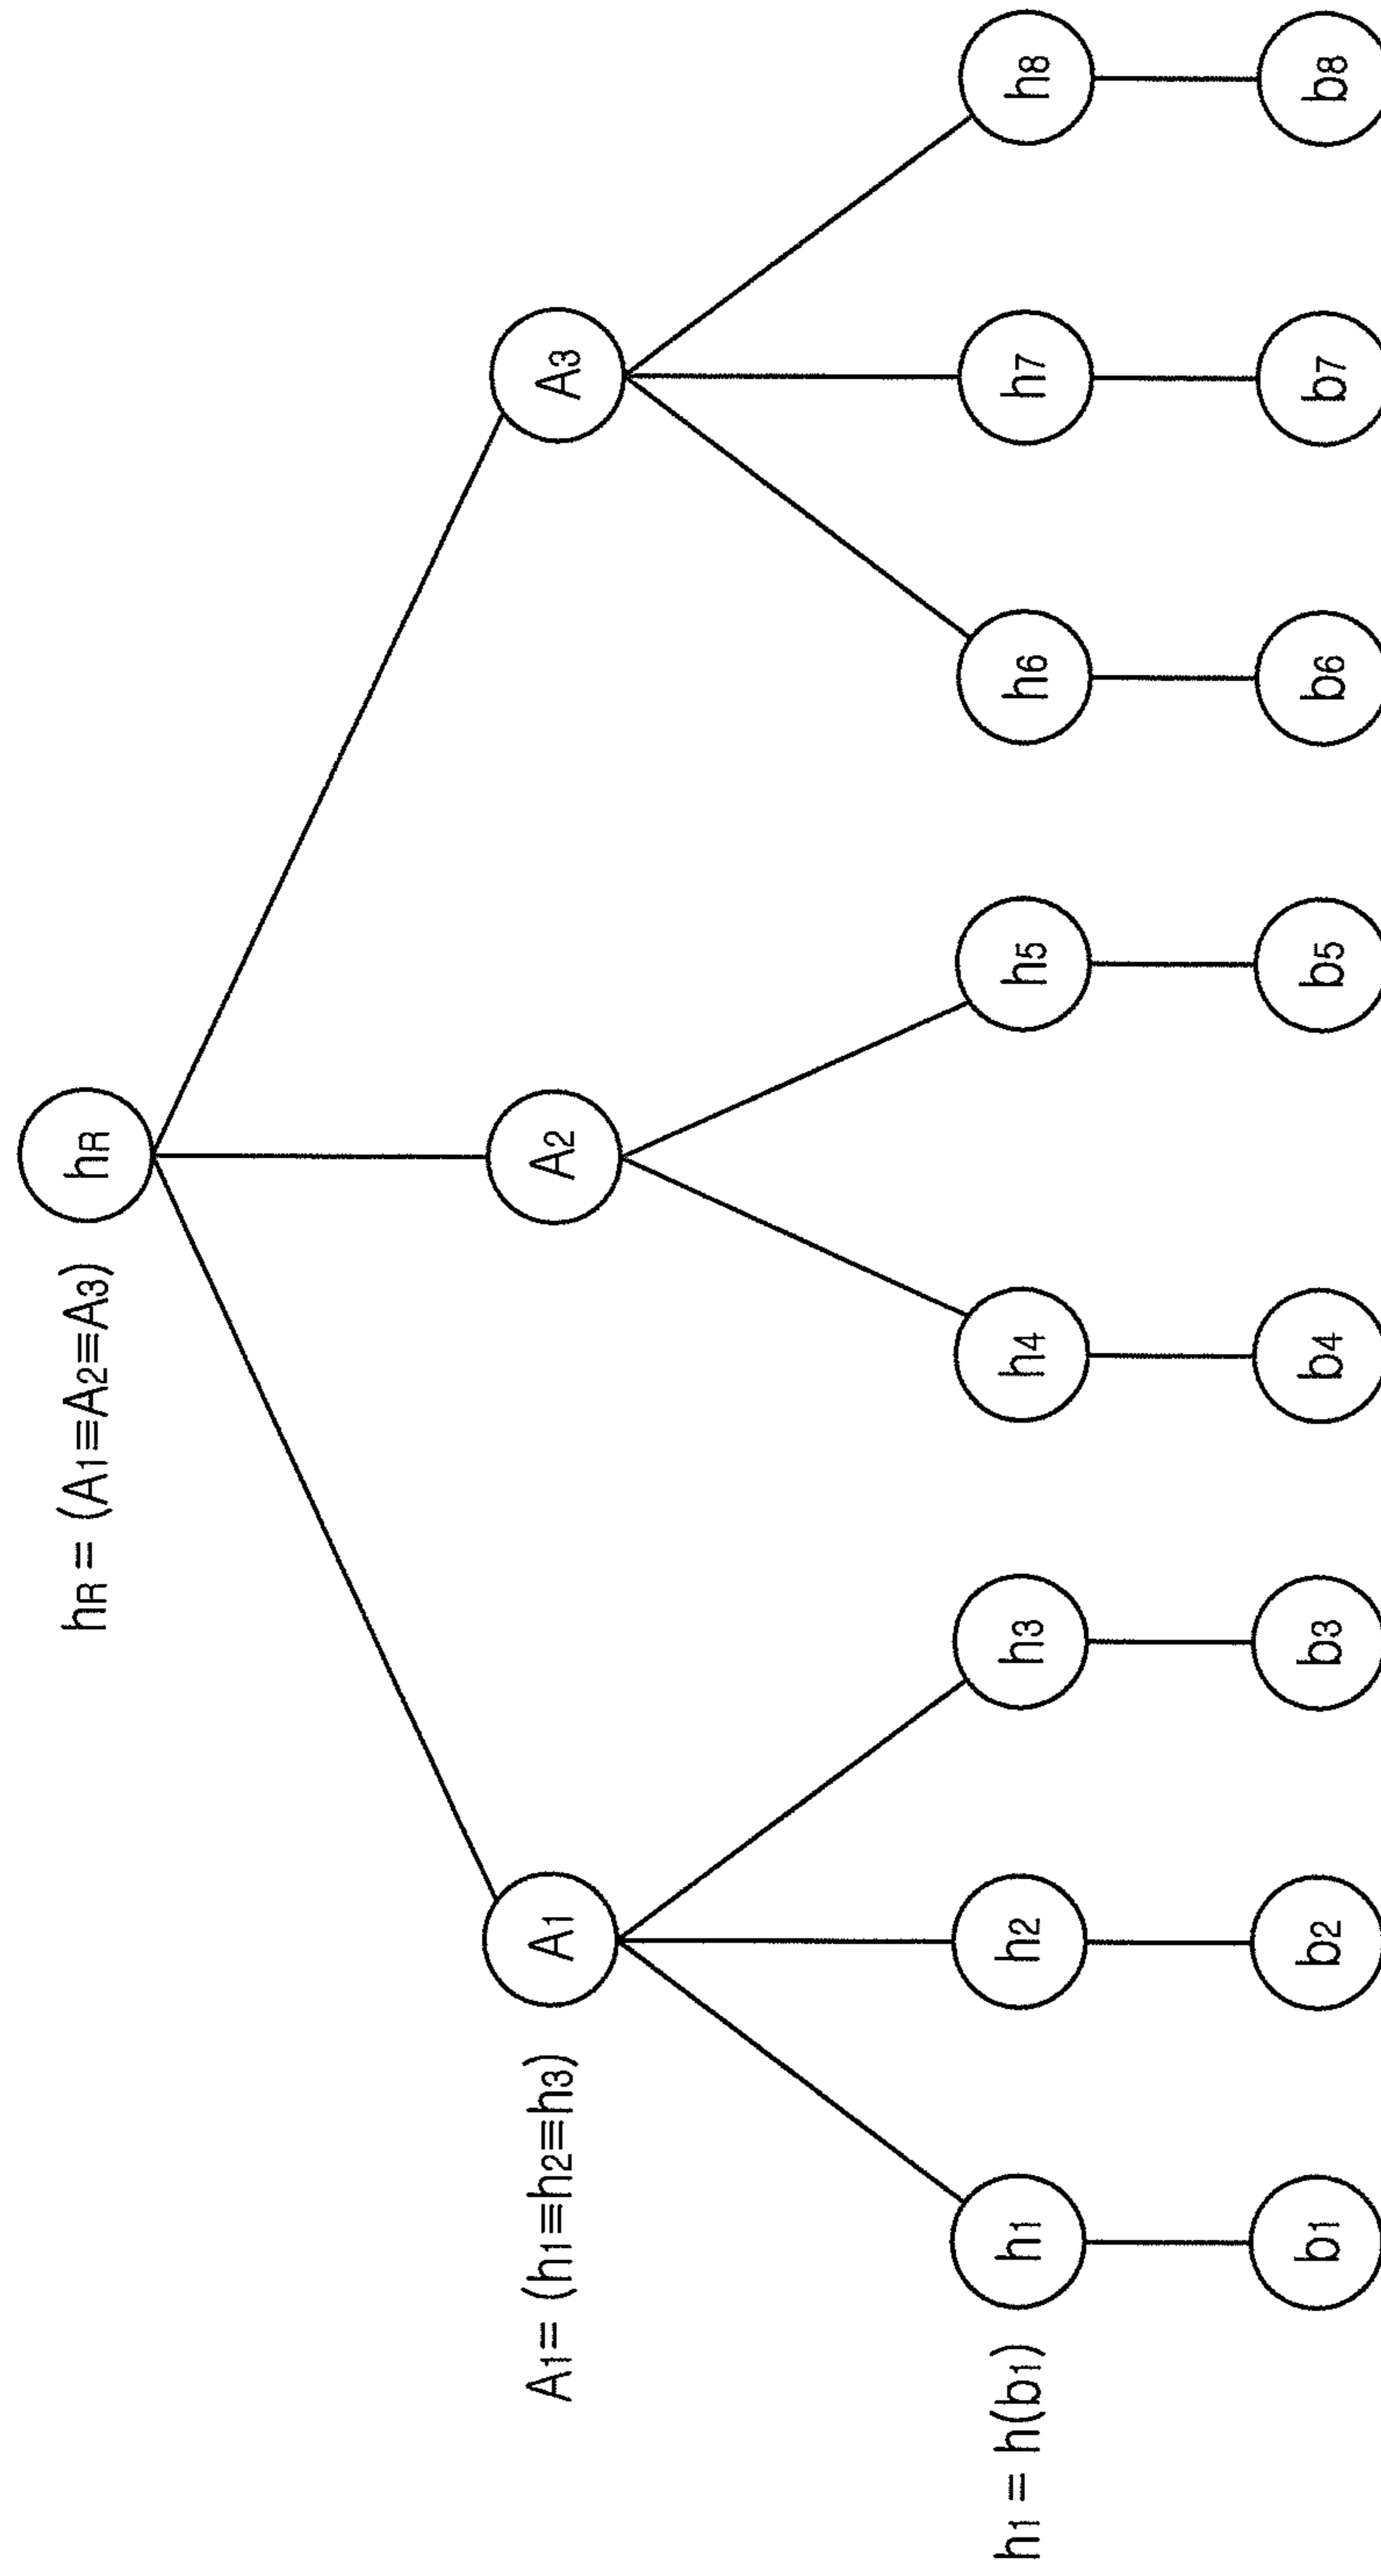 hR = (A1≡A2≡A3)
hR
A1= (h1≡h2≡h3)
A1
A2
A3
h1 = h(b1)
h1
h2
h3
h4
h5
h6
h7
h8
b1
b2
b3
b4
b5
b6
b7
b8